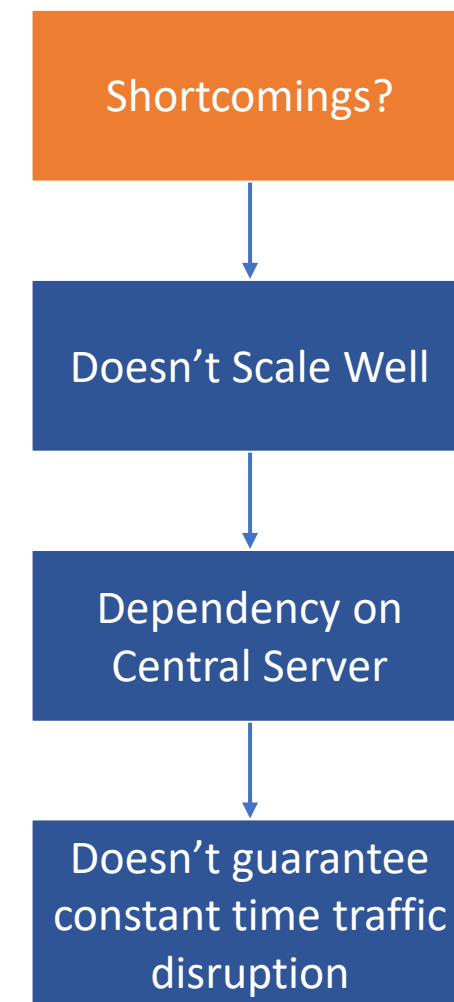 Shortcomings?
Doesn’t Scale Well
Dependency on
Central Server
Doesn’t guarantee
constant time traffic
disruption